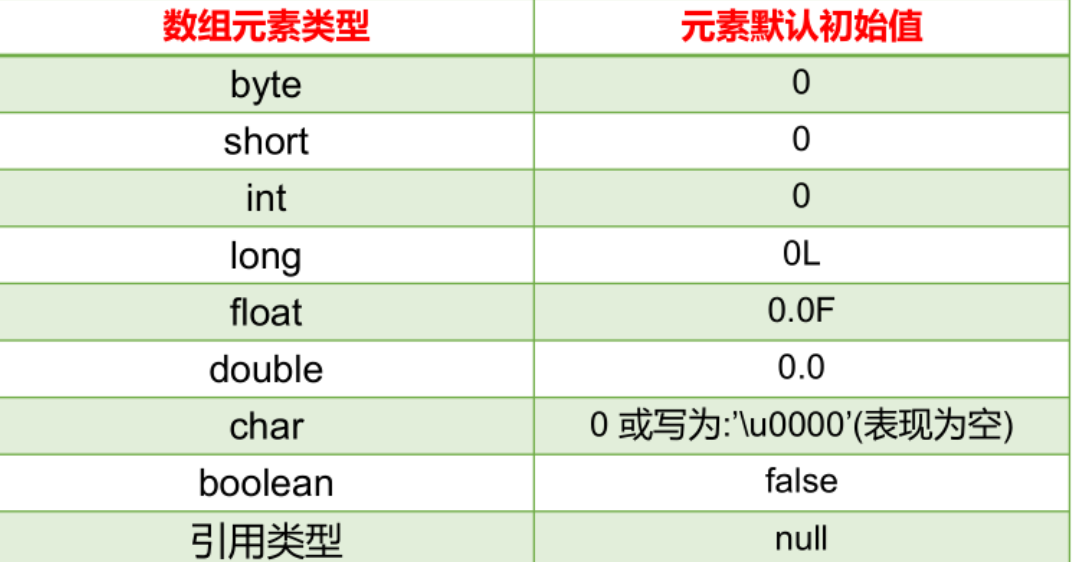 数组元素类型 元素默认初始值
byte 0
short 0
int 0
long 0L
float 0.0F
double 0.0
char 0 或写为:’\u0000’(表现为空)
boolean false
引用类型 null